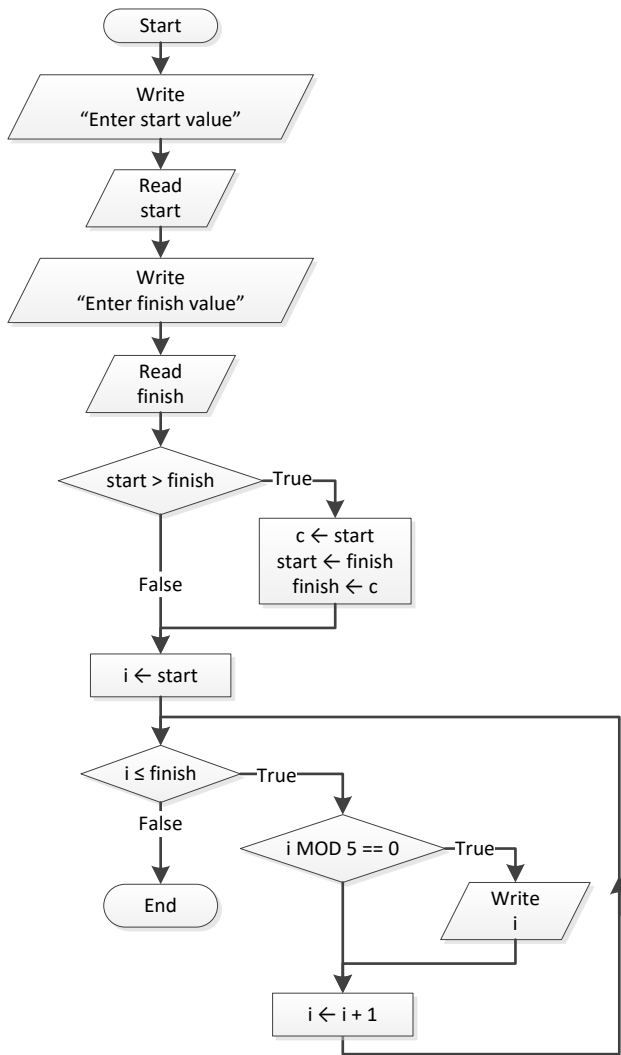 Start
Write
“Enter start value”
Read
start
Write
“Enter finish value”
Read
finish
start > finish
True
c ← start
start ← finish
finish ← c
False
i ← start
i ≤ finish
True
False
i MOD 5 == 0
True
End
Write
i
i ← i + 1